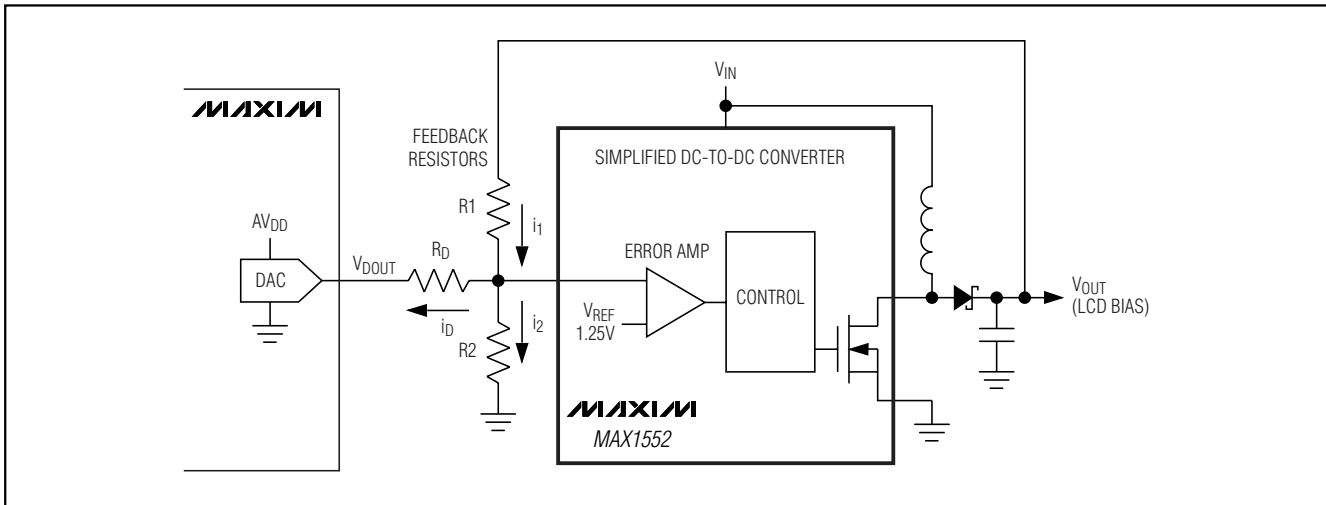 VIN
MAXIM
FEEDBACK
RESISTORS
SIMPLIFIED DC-TO-DC CONVERTER
R1
i1
AVDD
DAC
VDOUT
RD
iD
i2
R2
ERROR AMP
VREF
1.25V
CONTROL
VOUT
(LCD BIAS)
MAXIM
MAX1552